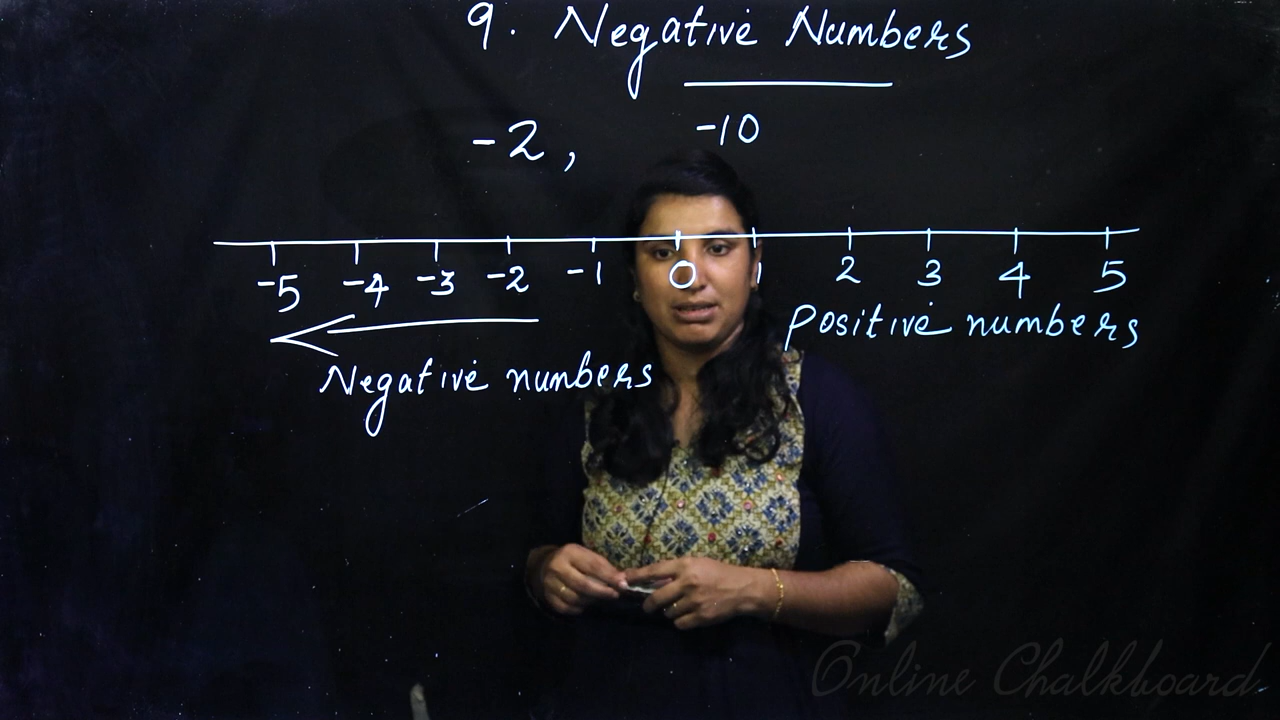 9. Negative Numbers
-2, -10
-5 -4 -3 -2 -1 0 1 2 3 4 5
Positive numbers
Negative numbers
Online Chalkboard